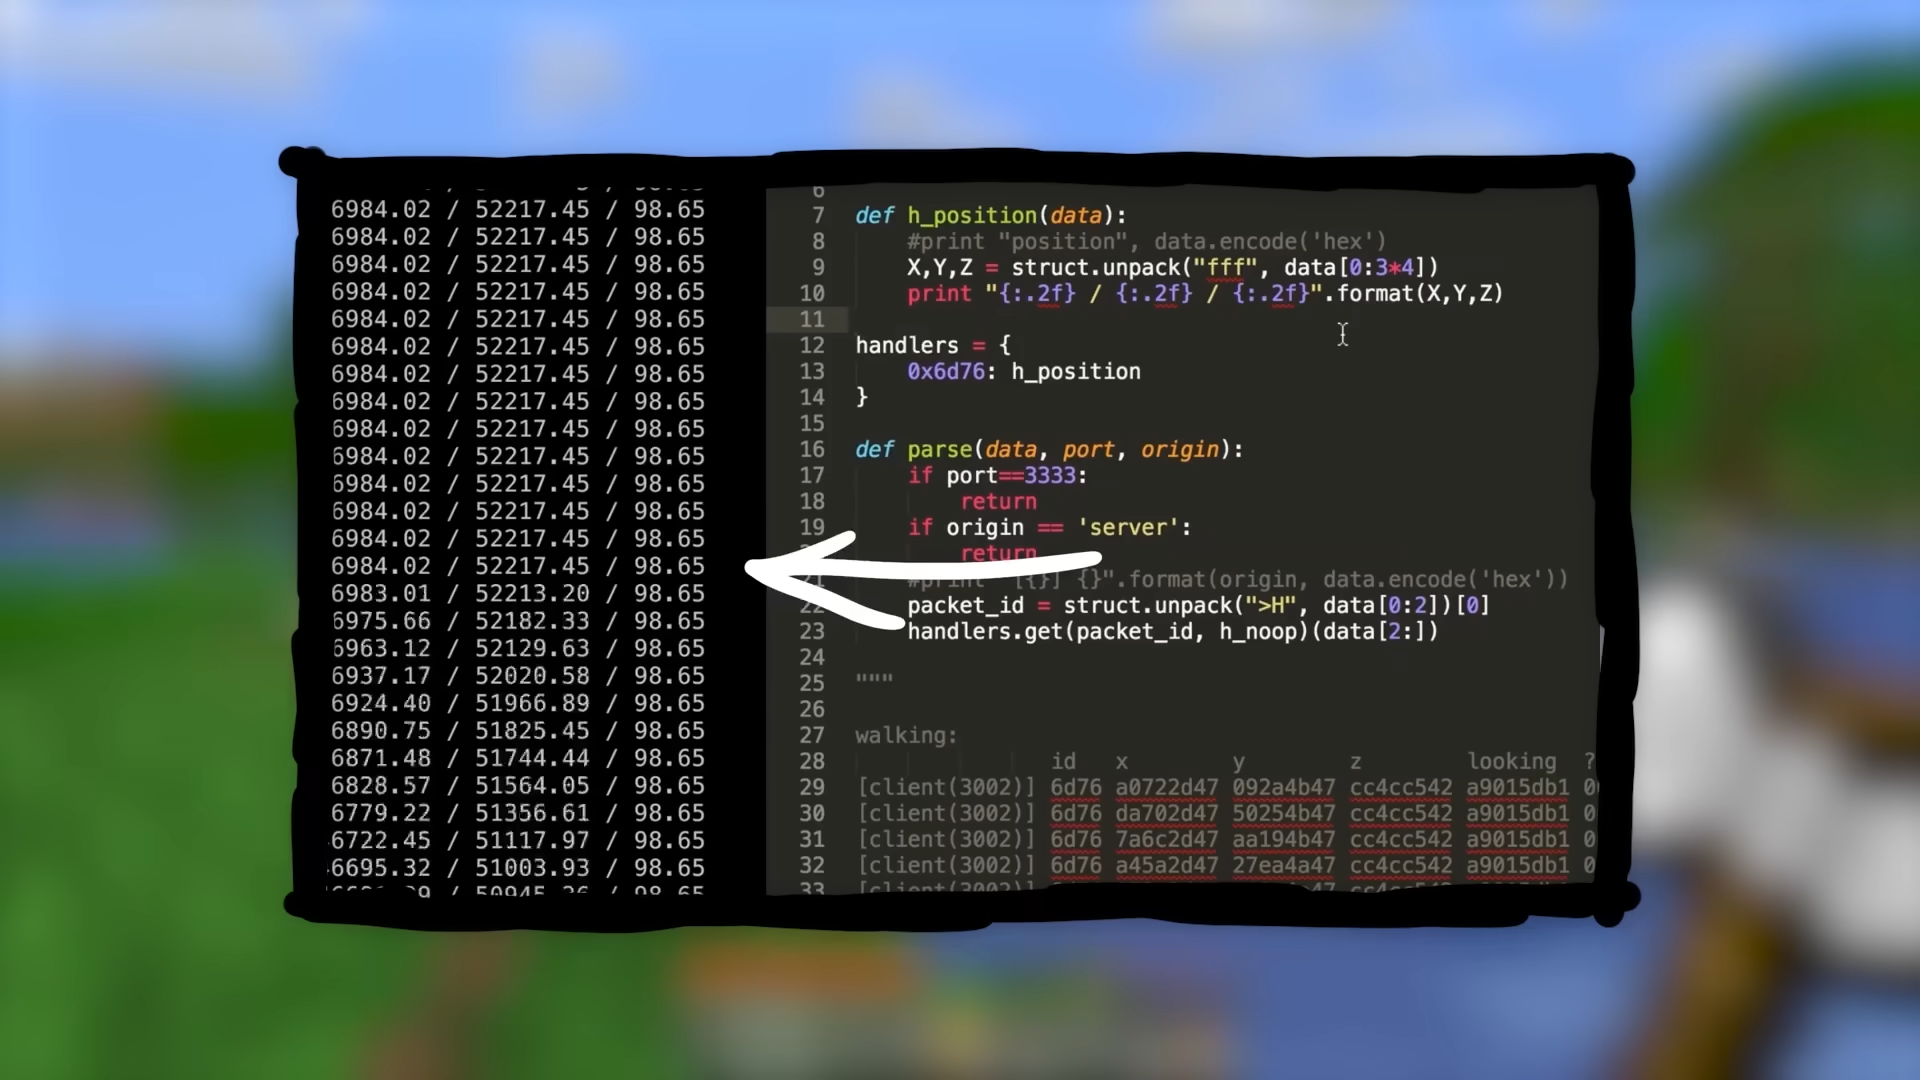 6984.02 / 52217.45 / 98.65
6984.02 / 52217.45 / 98.65
6984.02 / 52217.45 / 98.65
6984.02 / 52217.45 / 98.65
6984.02 / 52217.45 / 98.65
6984.02 / 52217.45 / 98.65
6984.02 / 52217.45 / 98.65
6984.02 / 52217.45 / 98.65
6984.02 / 52217.45 / 98.65
6984.02 / 52217.45 / 98.65
6984.02 / 52217.45 / 98.65
6984.02 / 52217.45 / 98.65
6984.02 / 52217.45 / 98.65
6984.02 / 52217.45 / 98.65
6983.01 / 52213.20 / 98.65
6975.66 / 52182.33 / 98.65
6963.12 / 52129.63 / 98.65
6937.17 / 52020.58 / 98.65
6924.40 / 51966.89 / 98.65
6890.75 / 51825.45 / 98.65
6871.48 / 51744.44 / 98.65
6828.57 / 51564.05 / 98.65
6779.22 / 51356.61 / 98.65
6722.45 / 51117.97 / 98.65
6695.32 / 51003.93 / 98.65
6
7 def h_position(data):
8 #print "position", data.encode('hex')
9 X,Y,Z = struct.unpack("fff", data[0:3*4])
10 print "{:.2f} / {:.2f} / {:.2f}".format(X,Y,Z)
11
12 handlers = {
13 0x6d76: h_position
14 }
15
16 def parse(data, port, origin):
17 if port==3333:
18 return
19 if origin == 'server':
return
#print "[{}] {}".format(origin, data.encode('hex'))
22 packet_id = struct.unpack(">H", data[0:2])[0]
23 handlers.get(packet_id, h_noop)(data[2:])
24
25 """
26
27 walking:
28 id x y z looking ?
29 [client(3002)] 6d76 a0722d47 092a4b47 cc4cc542 a9015db1 0
30 [client(3002)] 6d76 da702d47 50254b47 cc4cc542 a9015db1 0
31 [client(3002)] 6d76 7a6c2d47 aa194b47 cc4cc542 a9015db1 0
32 [client(3002)] 6d76 a45a2d47 27ea4a47 cc4cc542 a9015db1 0
33